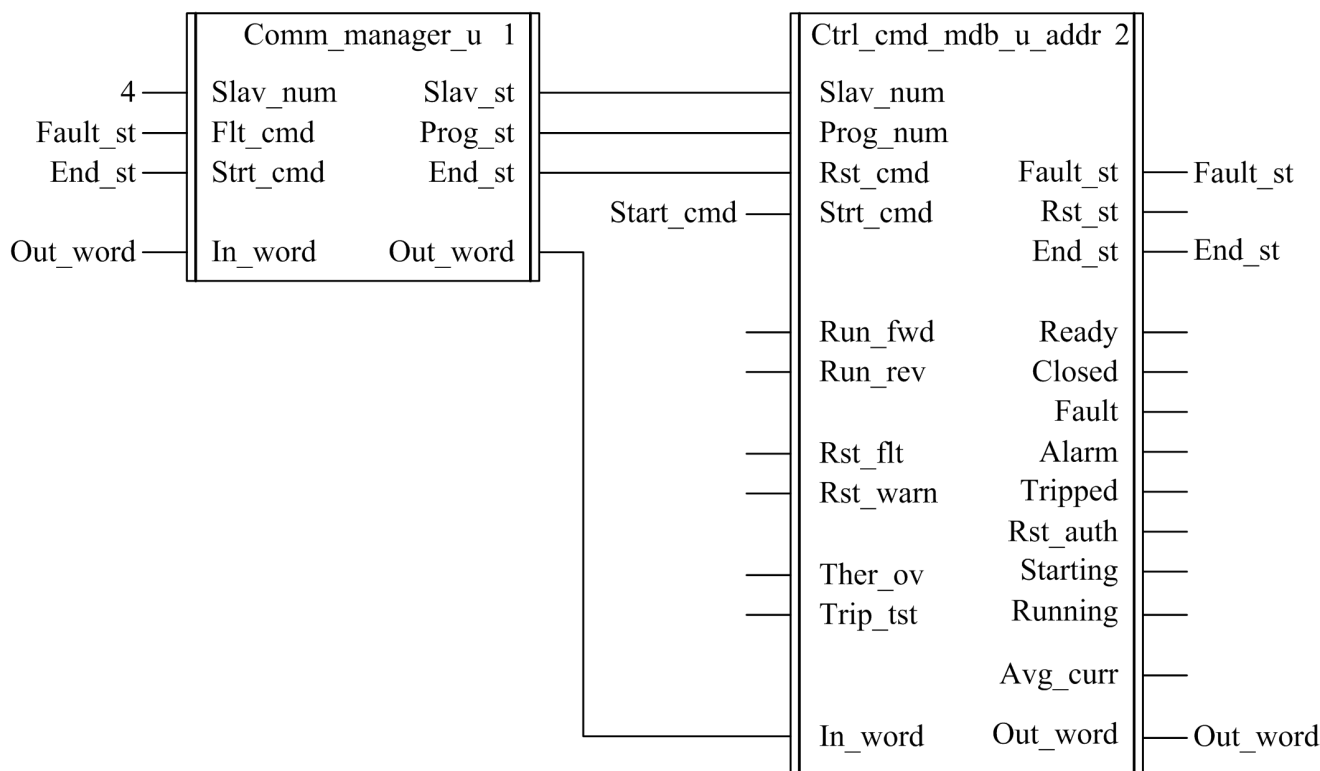 Comm_manager_u 1
4 Slav_num Slav_st
Fault_st Flt_cmd Prog_st
End_st Strt_cmd End_st
Out_word In_word Out_word
Ctrl_cmd_mdb_u_addr 2
Slav_num
Prog_num
Rst_cmd Fault_st Fault_st
Start_cmd Strt_cmd Rst_st
End_st End_st
Run_fwd Ready
Run_rev Closed
Fault
Rst_flt Alarm
Rst_warn Tripped
Rst_auth
Ther_ov Starting
Trip_tst Running
Avg_curr
In_word Out_word Out_word